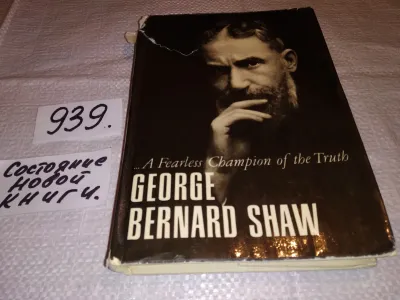 939.
Состояние
новой
книги.
... A Fearless Champion of the Truth
GEORGE
BERNARD SHAW